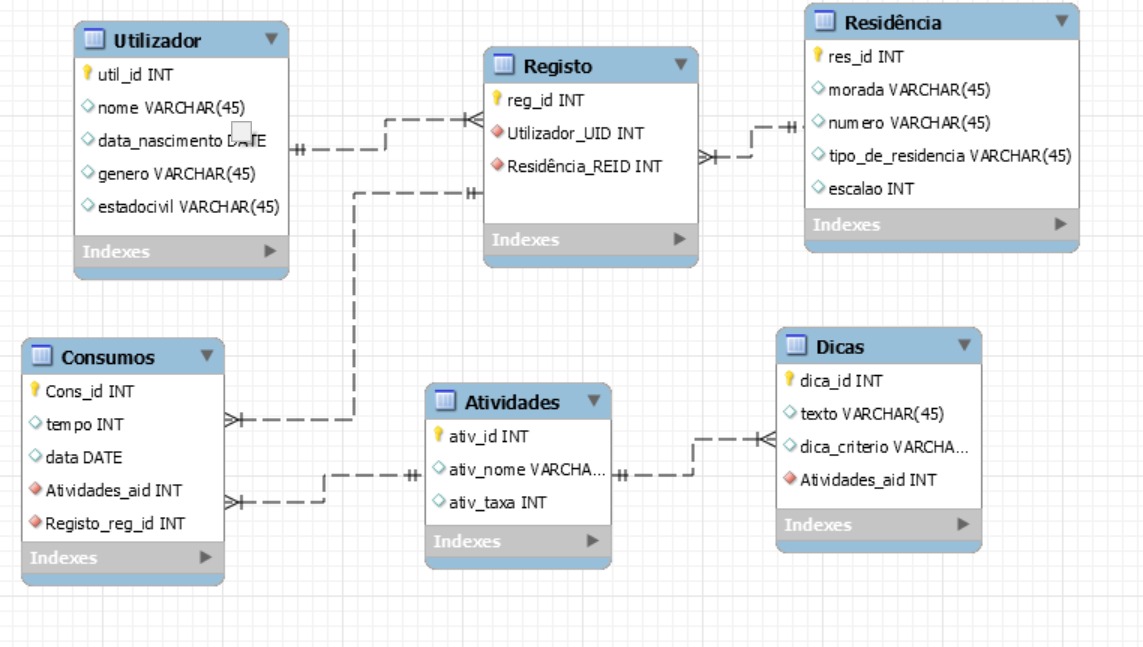 Utilizador
util_id INT
nome VARCHAR(45)
data_nascimento DATE
genero VARCHAR(45)
estadocivil VARCHAR(45)
Indexes
Registo
reg_id INT
Utilizador_UID INT
Residência_REID INT
Indexes
Residência
res_id INT
morada VARCHAR(45)
numero VARCHAR(45)
tipo_de_residencia VARCHAR(45)
escalao INT
Indexes
Consumos
Cons_id INT
tempo INT
data DATE
Atividades_aid INT
Registo_reg_id INT
Indexes
Atividades
ativ_id INT
ativ_nome VARCHA...
ativ_taxa INT
Indexes
Dicas
dica_id INT
texto VARCHAR(45)
dica_criterio VARCHA...
Atividades_aid INT
Indexes